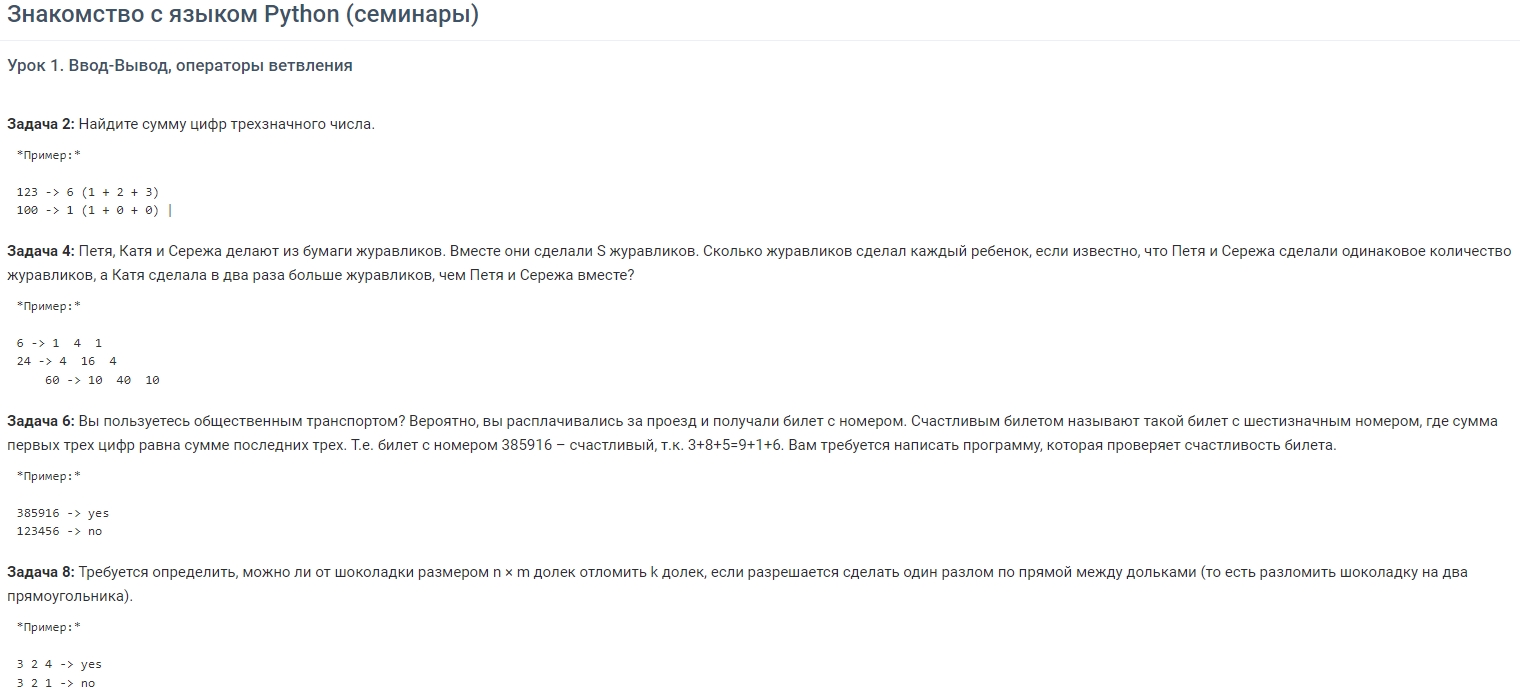 Знакомство с языком Python (семинары)
Урок 1. Ввод-Вывод, операторы ветвления
Задача 2: Найдите сумму цифр трехзначного числа.
*Пример:*
123 -> 6 (1 + 2 + 3)
100 -> 1 (1 + 0 + 0) |
Задача 4: Петя, Катя и Сережа делают из бумаги журавликов. Вместе они сделали S журавликов. Сколько журавликов сделал каждый ребенок, если известно, что Петя и Сережа сделали одинаковое количество
журавликов, а Катя сделала в два раза больше журавликов, чем Петя и Сережа вместе?
*Пример:*
6 -> 1  4  1
24 -> 4  16  4
60 -> 10  40  10
Задача 6: Вы пользуетесь общественным транспортом? Вероятно, вы расплачивались за проезд и получали билет с номером. Счастливым билетом называют такой билет с шестизначным номером, где сумма
первых трех цифр равна сумме последних трех. Т.е. билет с номером 385916 – счастливый, т.к. 3+8+5=9+1+6. Вам требуется написать программу, которая проверяет счастливость билета.
*Пример:*
385916 -> yes
123456 -> no
Задача 8: Требуется определить, можно ли от шоколадки размером n × m долек отломить k долек, если разрешается сделать один разлом по прямой между дольками (то есть разломить шоколадку на два
прямоугольника).
*Пример:*
3 2 4 -> yes
3 2 1 -> no